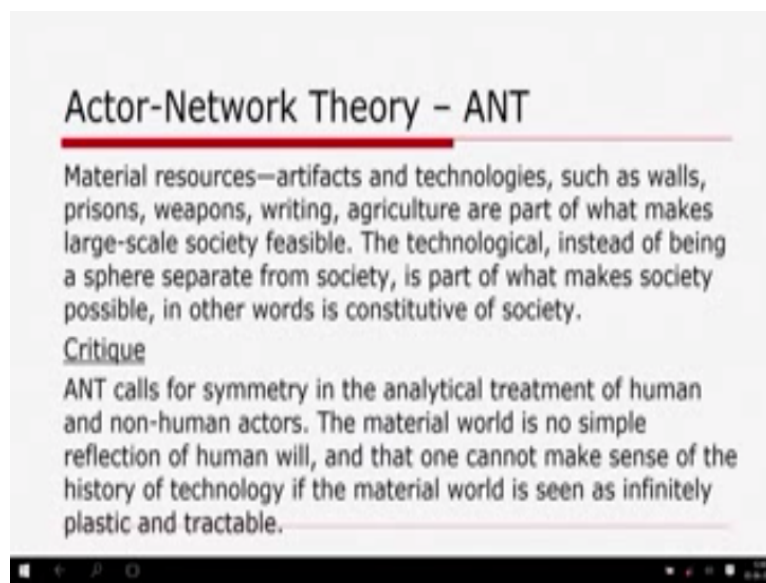 Actor-Network Theory – ANT
Material resources—artifacts and technologies, such as walls,
prisons, weapons, writing, agriculture are part of what makes
large-scale society feasible. The technological, instead of being
a sphere separate from society, is part of what makes society
possible, in other words is constitutive of society.
Critique
ANT calls for symmetry in the analytical treatment of human
and non-human actors. The material world is no simple
reflection of human will, and that one cannot make sense of the
history of technology if the material world is seen as infinitely
plastic and tractable.